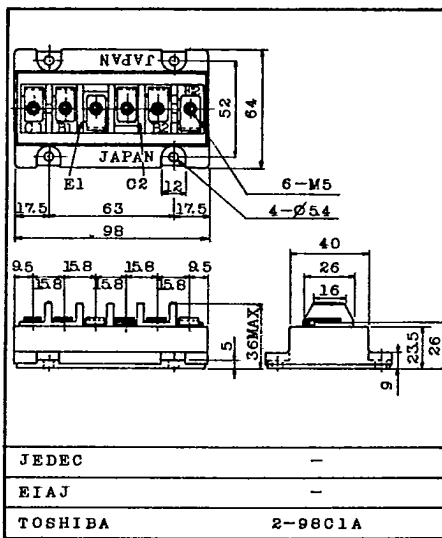 JAPAN
C1 B1 B2 E2
JAPAN
E1 C2
52
64
6-M5
4-Ø5.4
12
17.5 63 17.5
98
9.5 15.8 15.8 9.5
15.8 15.8 15.8
36MAX
5
40
26
16
9
23.5
26
JEDEC –
EIAJ –
TOSHIBA 2-98C1A